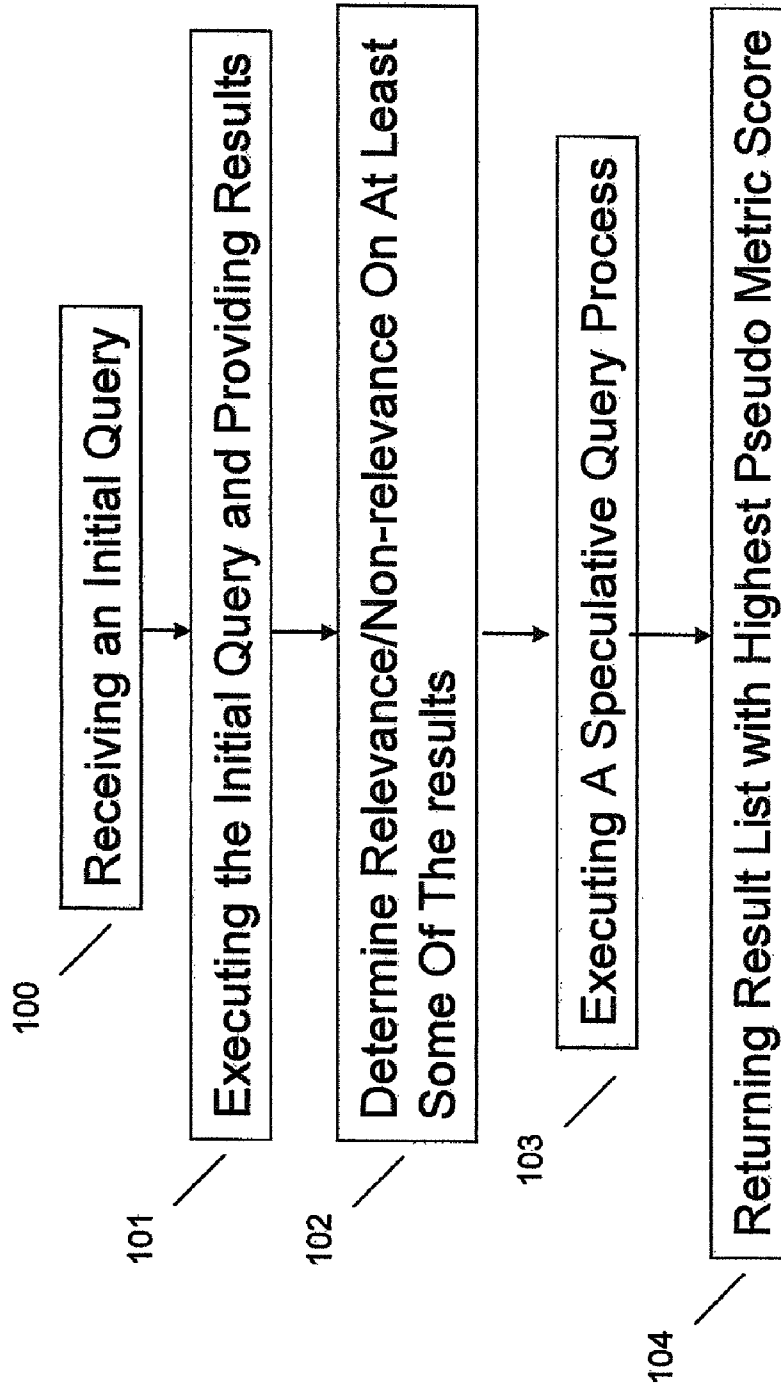 100
Receiving an Initial Query
101
Executing the Initial Query and Providing Results
102
Determine Relevance/Non-relevance On At Least
Some Of The results
103
Executing A Speculative Query Process
104
Returning Result List with Highest Pseudo Metric Score